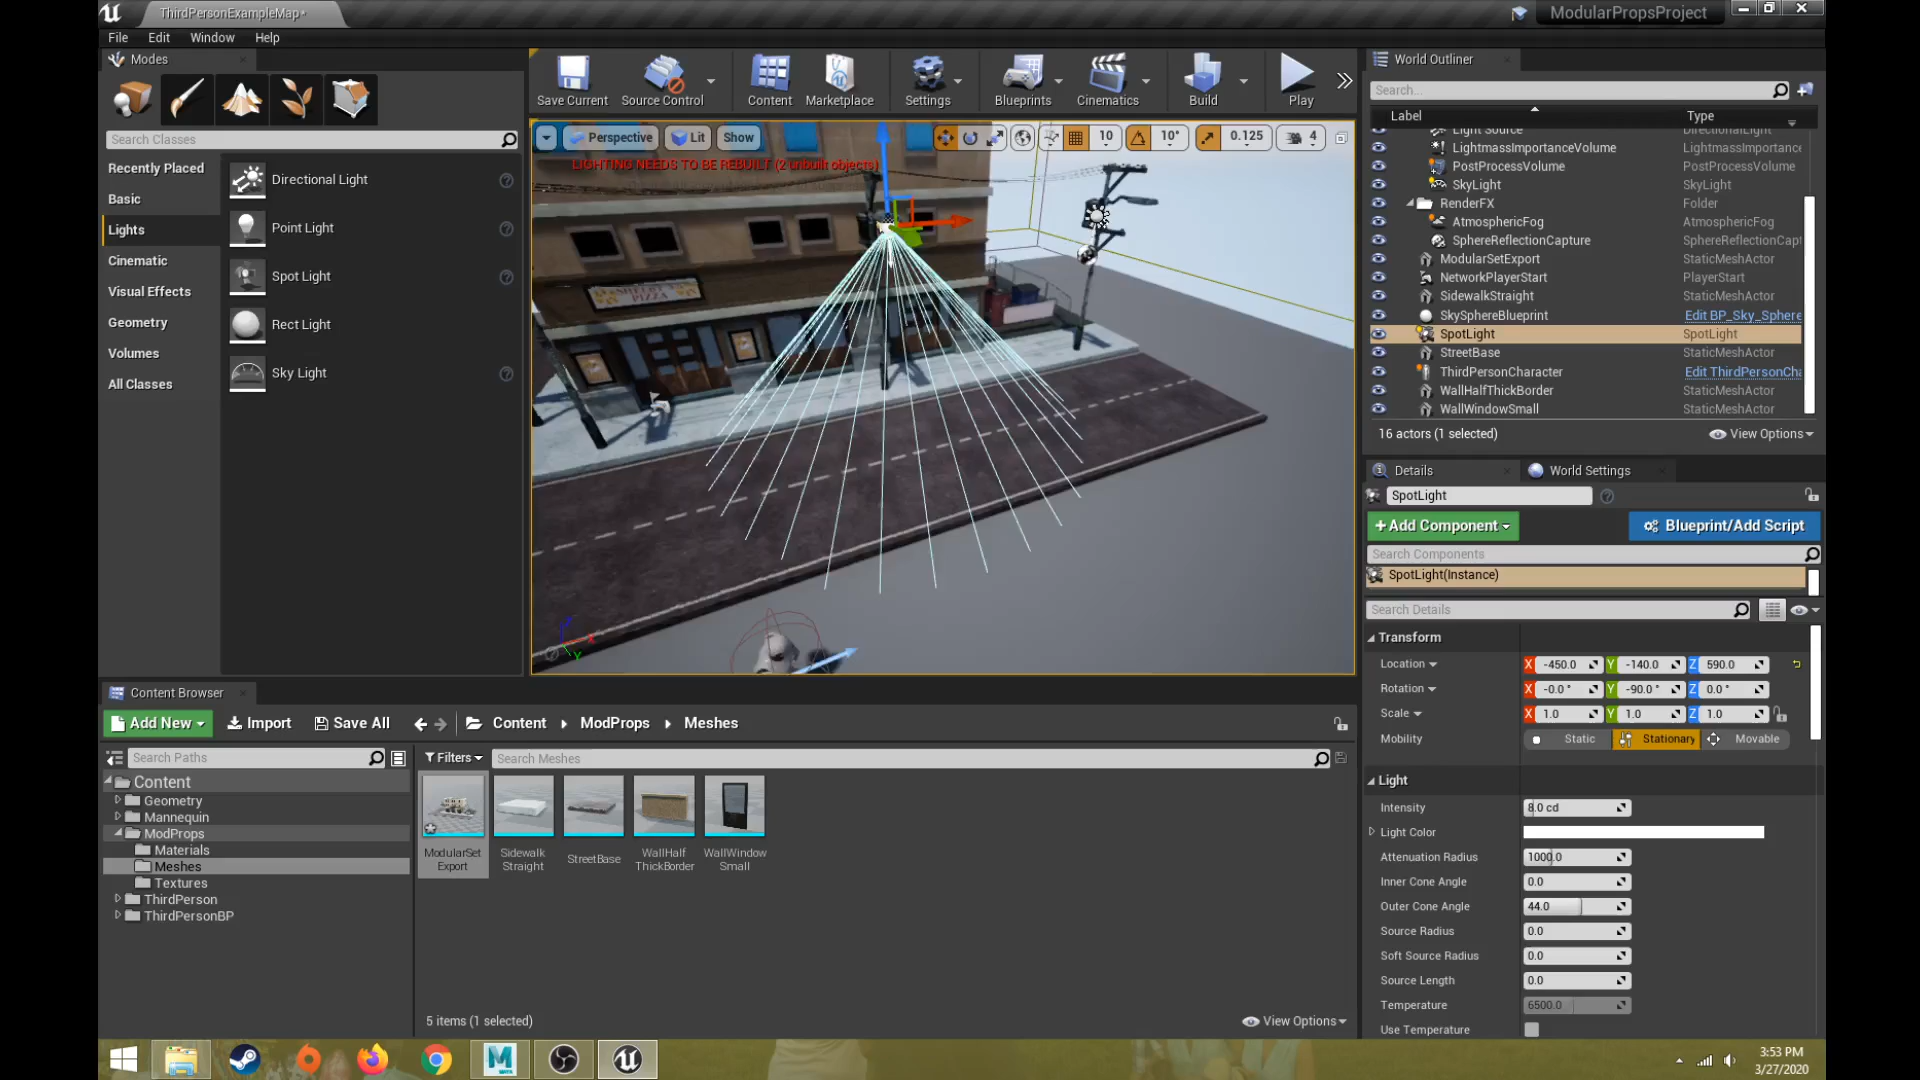 ThirdPersonExampleMap*
ModularPropsProject
File Edit Window Help
Modes
Search Classes
Recently Placed
Basic
Lights
Cinematic
Visual Effects
Geometry
Volumes
All Classes
Directional Light
Point Light
Spot Light
Rect Light
Sky Light
Save Current
Source Control
Content
Marketplace
Settings
Blueprints
Cinematics
Build
Play
Perspective Lit Show 10 10° 0.125 4
LIGHTING NEEDS TO BE REBUILT (2 unbuilt objects)
PIZZA
World Outliner
Search...
Label Type
Light Source DirectionalLight
LightmassImportanceVolume LightmassImportance
PostProcessVolume PostProcessVolume
SkyLight SkyLight
RenderFX Folder
AtmosphericFog AtmosphericFog
SphereReflectionCapture SphereReflectionCapt
ModularSetExport StaticMeshActor
NetworkPlayerStart PlayerStart
SidewalkStraight StaticMeshActor
SkySphereBlueprint Edit BP_Sky_Sphere
SpotLight SpotLight
StreetBase StaticMeshActor
ThirdPersonCharacter Edit ThirdPersonCha
WallHalfThickBorder StaticMeshActor
WallWindowSmall StaticMeshActor
16 actors (1 selected) View Options
Details World Settings
SpotLight
+Add Component Blueprint/Add Script
Search Components
SpotLight(Instance)
Search Details
Transform
Location X -450.0 Y -140.0 Z 590.0
Rotation X -0.0 ° Y -90.0 ° Z 0.0 °
Scale X 1.0 Y 1.0 Z 1.0
Mobility Static Stationary Movable
Light
Intensity 8.0 cd
Light Color
Attenuation Radius 1000.0
Inner Cone Angle 0.0
Outer Cone Angle 44.0
Source Radius 0.0
Soft Source Radius 0.0
Source Length 0.0
Temperature 6500.0
Use Temperature
Content Browser
Add New Import Save All Content ModProps Meshes
Search Paths
Filters Search Meshes
Content
Geometry
Mannequin
ModProps
Materials
Meshes
Textures
ThirdPerson
ThirdPersonBP
ModularSet
Export
Sidewalk
Straight
StreetBase
WallHalf
ThickBorder
WallWindow
Small
5 items (1 selected) View Options
3:53 PM
3/27/2020